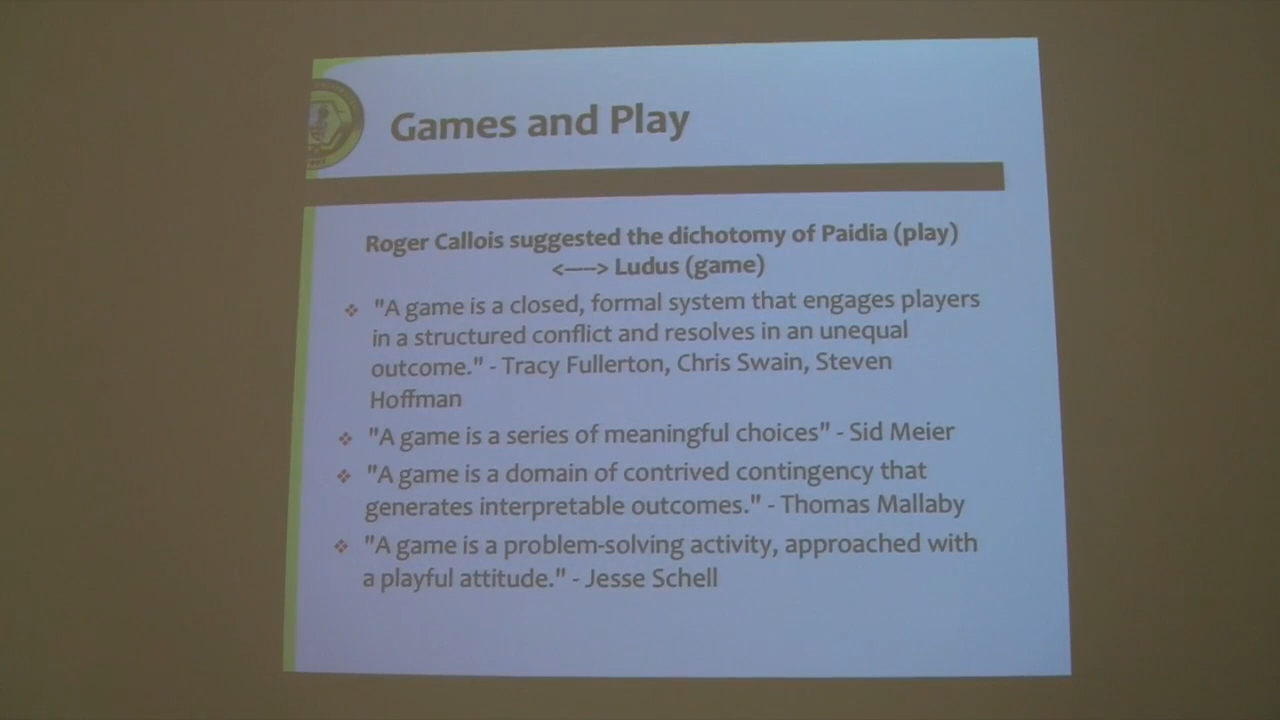 Games and Play
Roger Callois suggested the dichotomy of Paidia (play)
<----> Ludus (game)
"A game is a closed, formal system that engages players
in a structured conflict and resolves in an unequal
outcome." - Tracy Fullerton, Chris Swain, Steven
Hoffman
"A game is a series of meaningful choices" - Sid Meier
"A game is a domain of contrived contingency that
generates interpretable outcomes." - Thomas Mallaby
"A game is a problem-solving activity, approached with
a playful attitude." - Jesse Schell